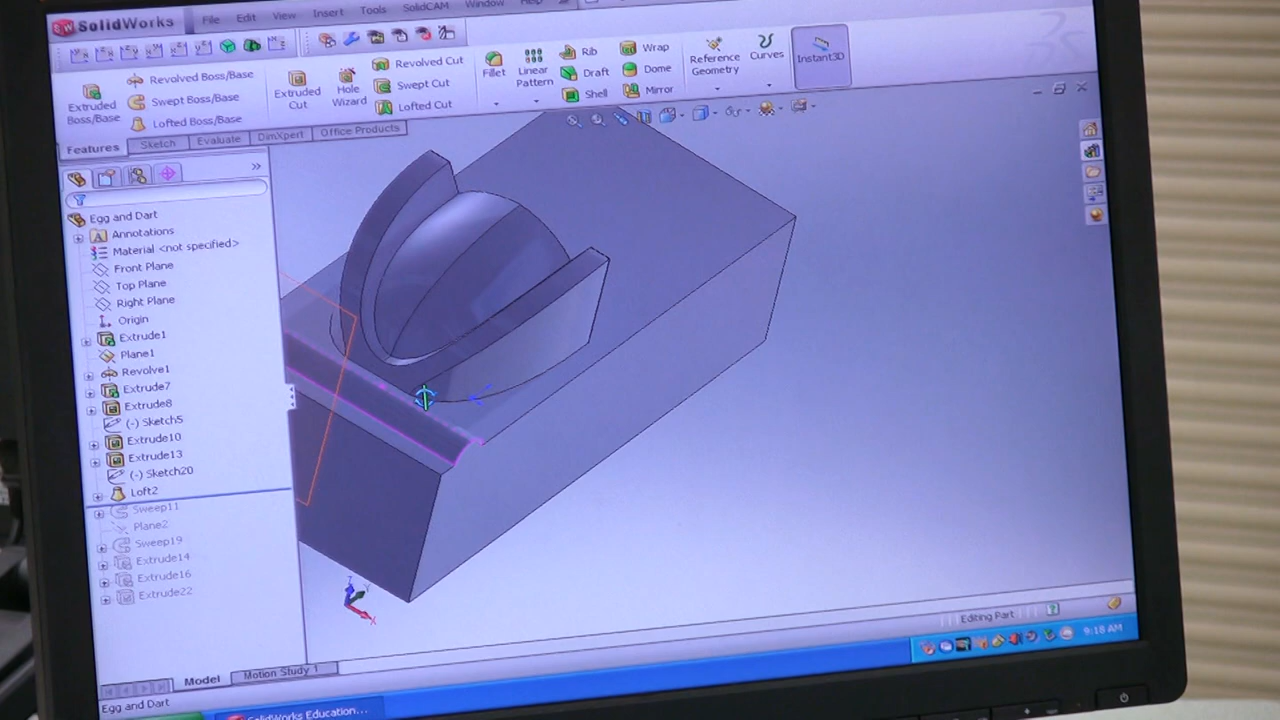 SolidWorks File Edit View Insert Tools SolidCAM Window Help
Extruded Boss/Base
Revolved Boss/Base
Swept Boss/Base
Lofted Boss/Base
Extruded Cut
Hole Wizard
Revolved Cut
Swept Cut
Lofted Cut
Fillet
Linear Pattern
Rib
Draft
Shell
Wrap
Dome
Mirror
Reference Geometry
Curves
Instant3D
Features Sketch Evaluate DimXpert Office Products
Egg and Dart
Annotations
Material <not specified>
Front Plane
Top Plane
Right Plane
Origin
Extrude1
Plane1
Revolve1
Extrude7
Extrude8
(-) Sketch5
Extrude10
Extrude13
(-) Sketch20
Loft2
Sweep11
Plane2
Sweep19
Extrude14
Extrude16
Extrude22
Z
X
Model Motion Study 1
Egg and Dart
Editing Part
SolidWorks Education...
9:18 AM